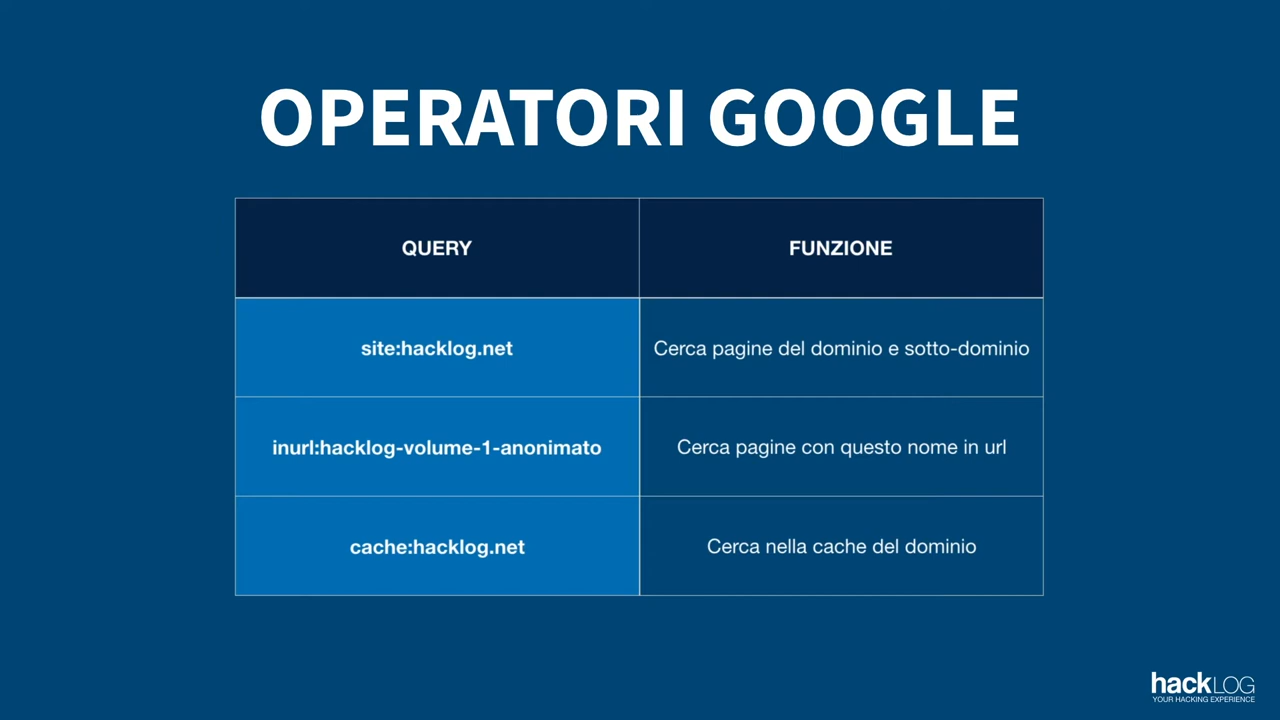 OPERATORI GOOGLE
QUERY
FUNZIONE
site:hacklog.net
Cerca pagine del dominio e sotto-dominio
inurl:hacklog-volume-1-anonimato
Cerca pagine con questo nome in url
cache:hacklog.net
Cerca nella cache del dominio
hackLOG
YOUR HACKING EXPERIENCE